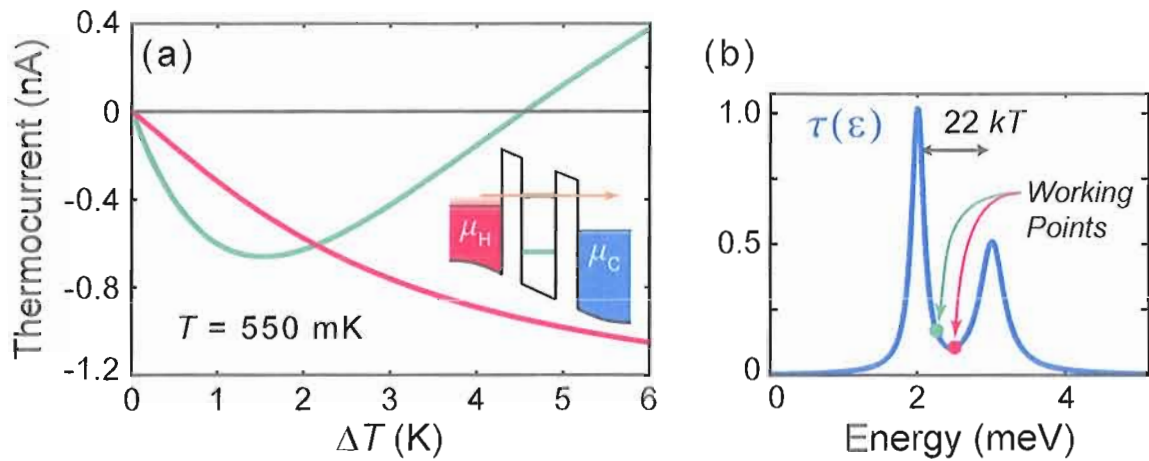 (a)
Thermocurrent (nA)
0.4
0
-0.4
-0.8
-1.2
μH
μC
T = 550 mK
0 1 2 3 4 5 6
ΔT (K)
(b)
τ(ε)
22 kT
Working
Points
1.0
0.5
0
0 2 4
Energy (meV)